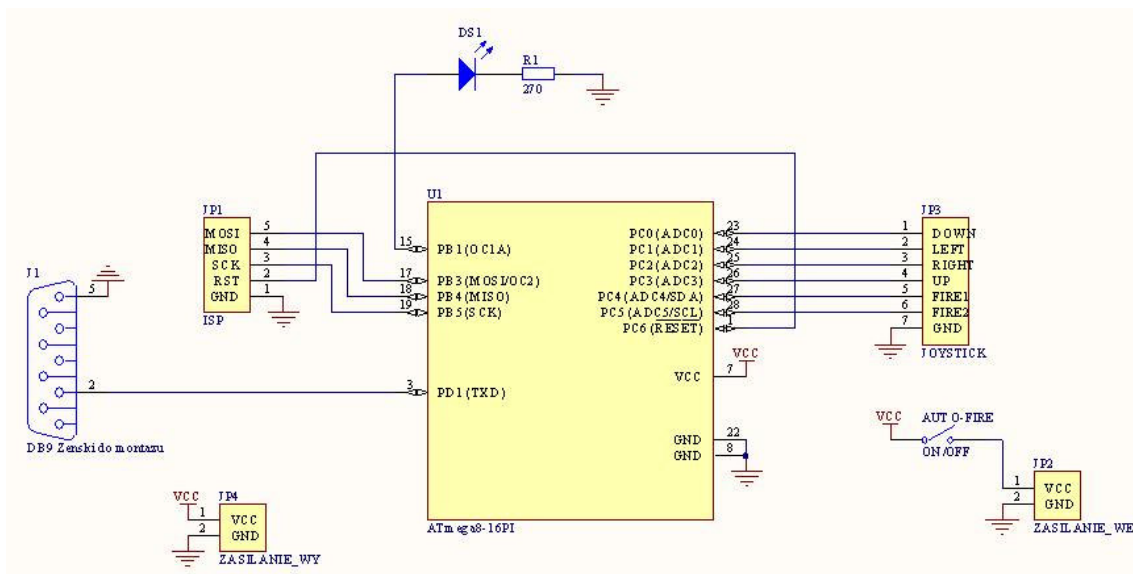 DS1
R1
270
U1
JP1
MOSI 5
MISO 4
SCK 3
RST 2
GND 1
ISP
J1
5
2
DB9 Zenski do montazu
15 PB1(OC1A)
17 PB3(MOSI/OC2)
18 PB4(MISO)
19 PB5(SCK)
3 PD1(TXD)
PC0(ADC0) 23
PC1(ADC1) 24
PC2(ADC2) 25
PC3(ADC3) 26
PC4(ADC4/SDA) 27
PC5(ADC5/SCL) 28
PC6(RESET) 1
VCC 7
VCC
GND 22
GND 8
ATmega8-16PI
JP3
1 DOWN
2 LEFT
3 RIGHT
4 UP
5 FIRE1
6 FIRE2
7 GND
JOYSTICK
VCC
AUTO-FIRE
ON/OFF
JP2
1 VCC
2 GND
ZASILANIE_WE
VCC
JP4
1 VCC
2 GND
ZASILANIE_WY